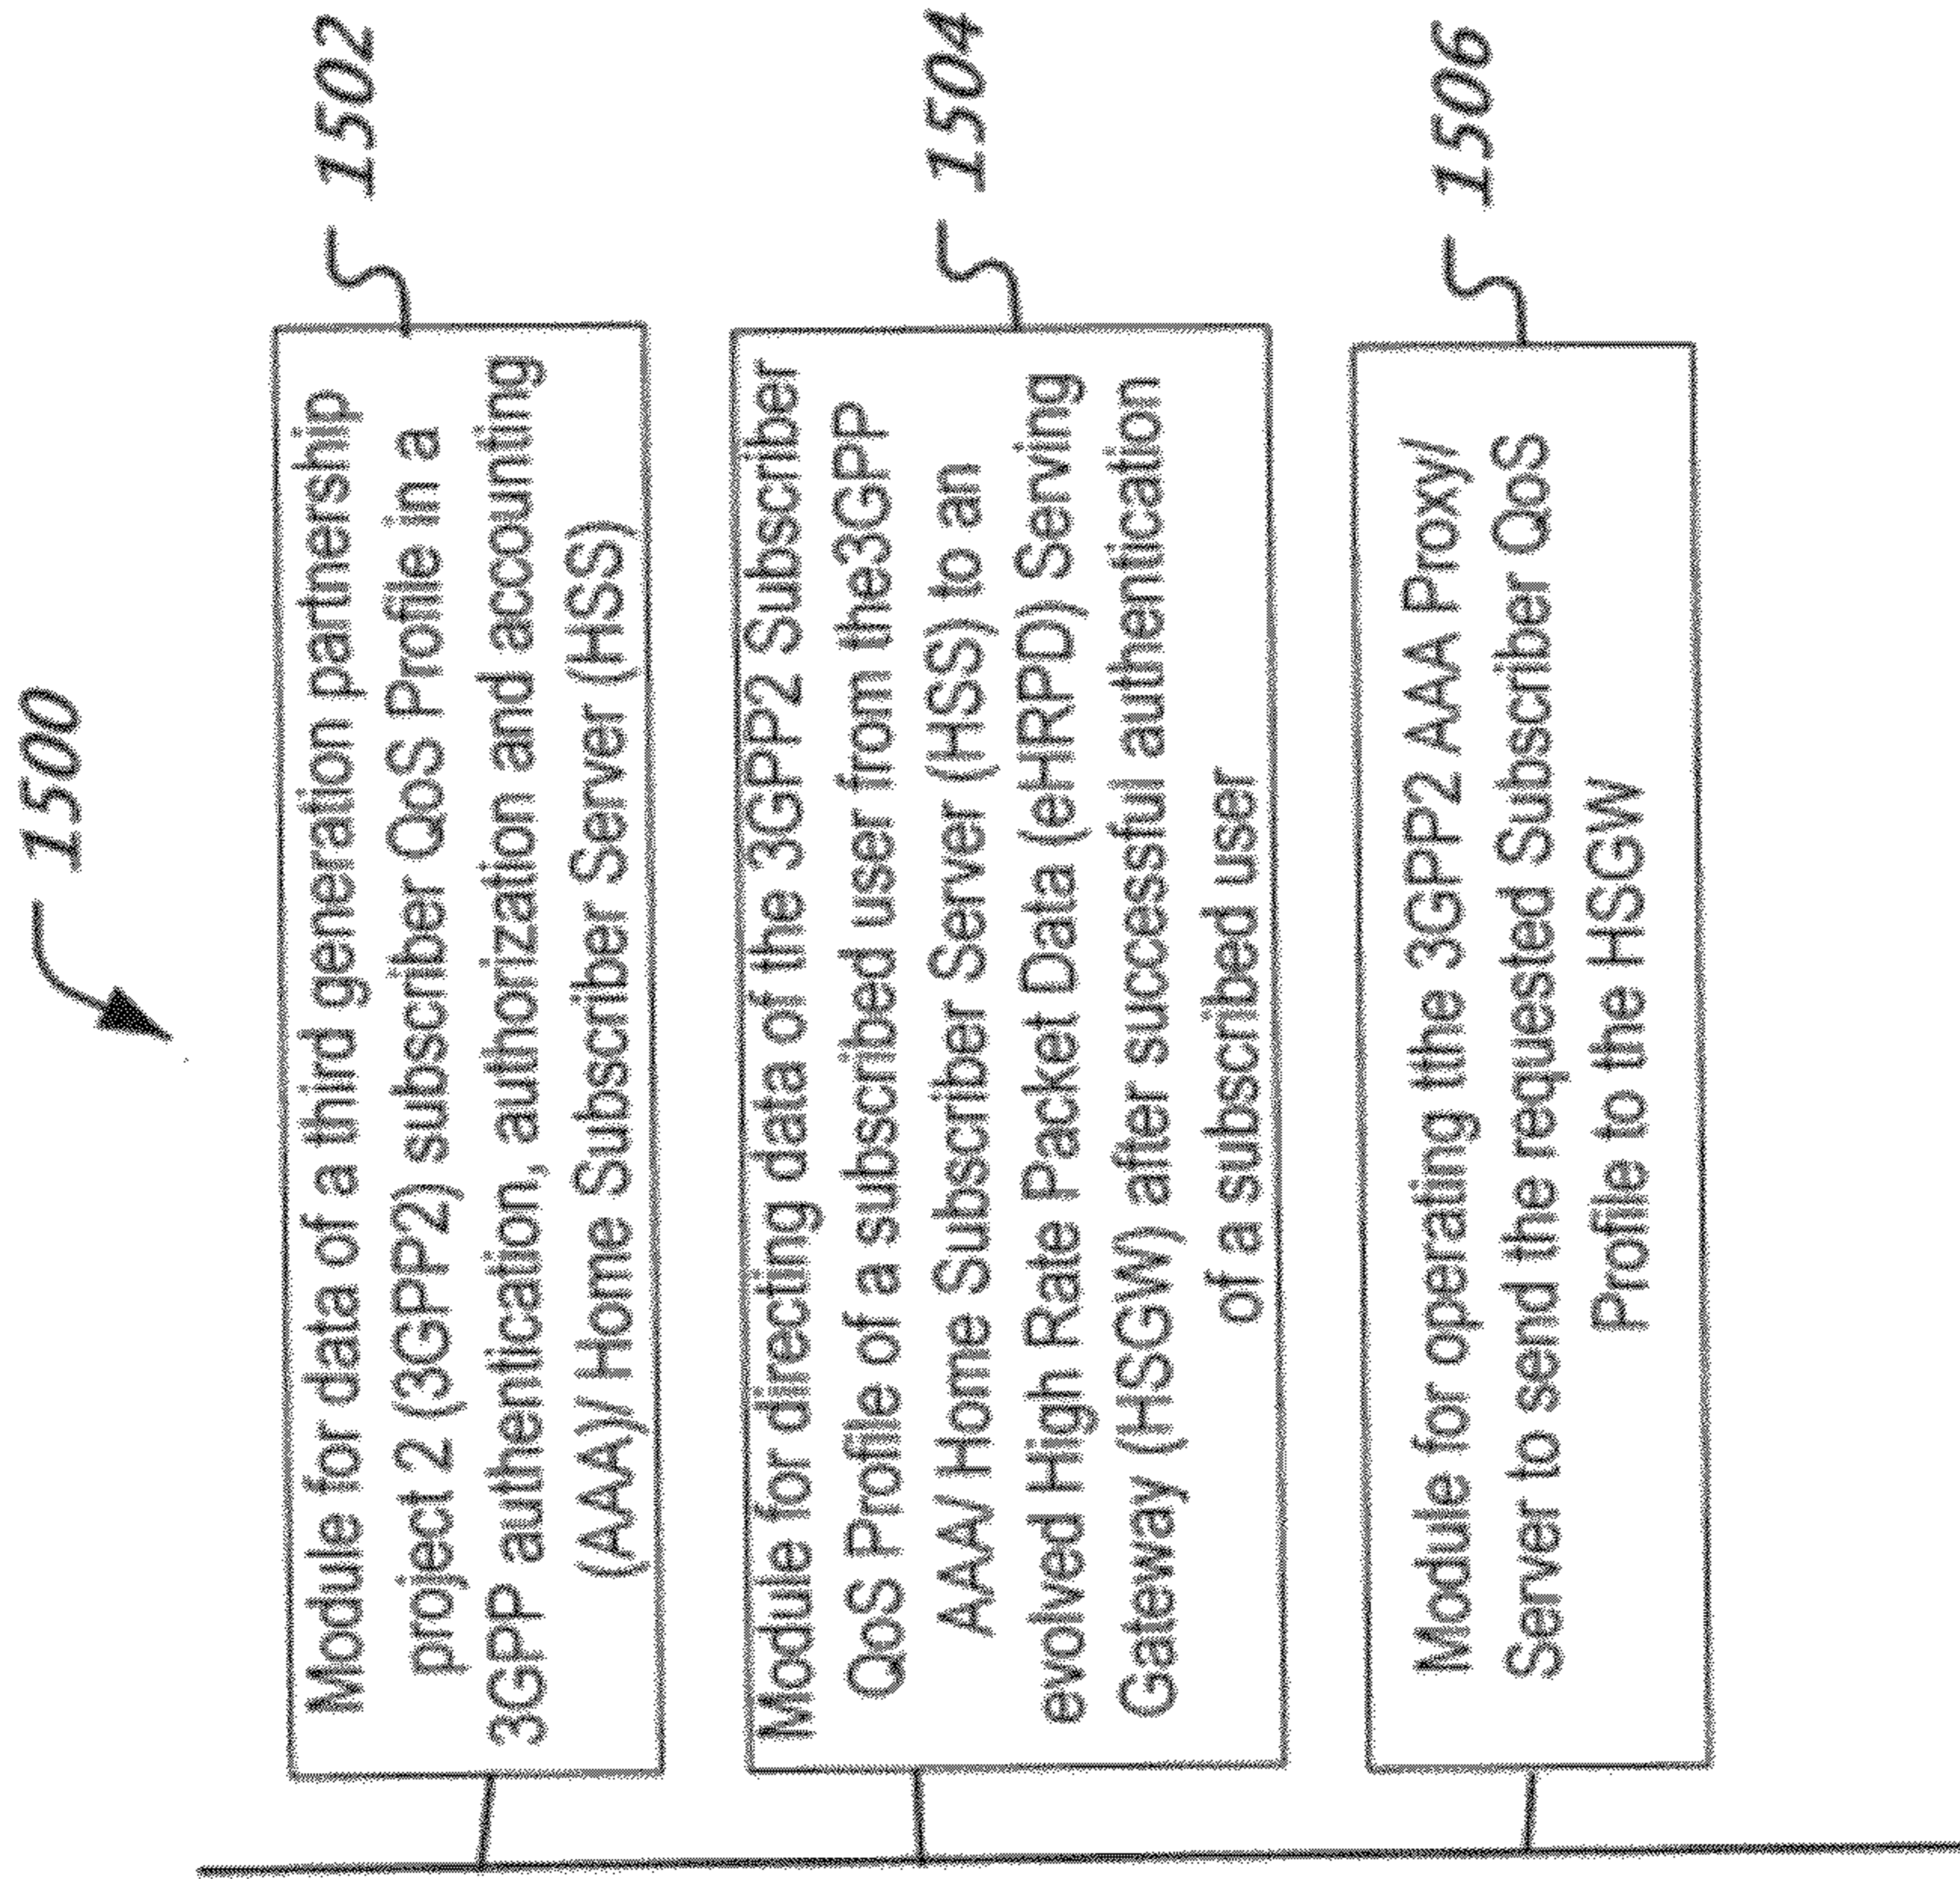 1500
Module for data of a third generation partnership
project 2 (3GPP2) subscriber QoS Profile in a
3GPP authentication, authorization and accounting
(AAA)/ Home Subscriber Server (HSS)
1502
Module for directing data of the 3GPP2 Subscriber
QoS Profile of a subscribed user from the3GPP
AAA/ Home Subscriber Server (HSS) to an
evolved High Rate Packet Data (eHRPD) Serving
Gateway (HSGW) after successful authentication
of a subscribed user
1504
Module for operating tthe 3GPP2 AAA Proxy/
Server to send the requested Subscriber QoS
Profile to the HSGW
1506